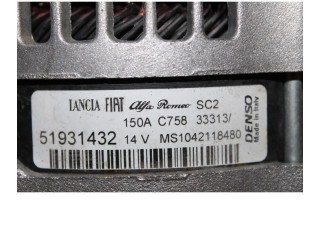 LANCIA FIAT Alfa Romeo SC2
150A C758 33313/
51931432 14 V MS1042118480
DENSO
Made in Italy